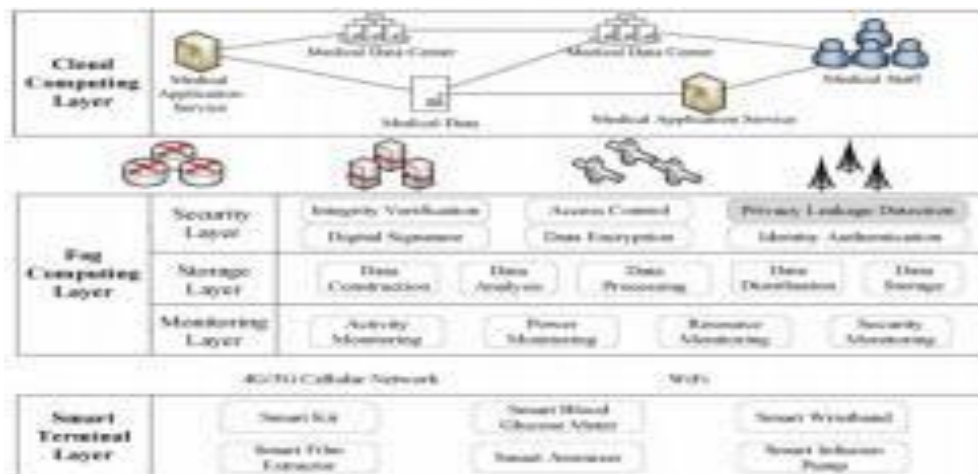 Cloud
Computing
Layer
Medical
Application
Service
Medical Data Center
Medical Data Center
Medical Data
Medical Application Service
Medical Staff
Fog
Computing
Layer
Security
Layer
Integrity Verification
Access Control
Privacy Leakage Detection
Digital Signature
Data Encryption
Identity Authentication
Storage
Layer
Data
Construction
Data
Analysis
Data
Processing
Data
Distribution
Data
Storage
Monitoring
Layer
Activity
Monitoring
Power
Monitoring
Resource
Monitoring
Security
Monitoring
4G/5G Cellular Network
WiFi
Smart
Terminal
Layer
Smart Kit
Smart Blood
Glucose Meter
Smart Wristband
Smart
Extractor
Smart
Smart Infusion
Pump